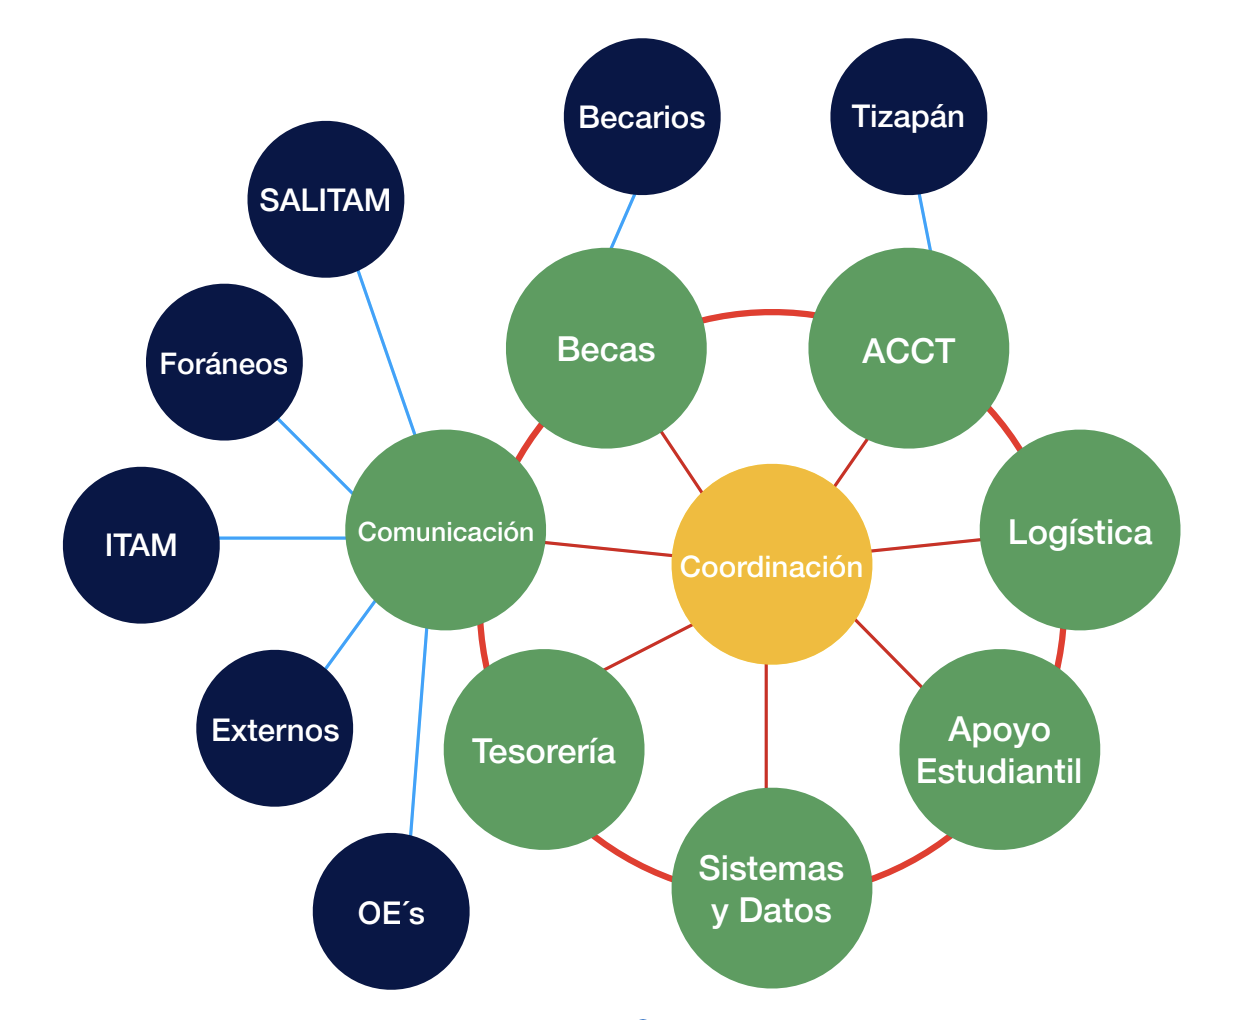 Becarios
Tizapán
SALITAM
Foráneos
Becas
ACCT
ITAM
Comunicación
Coordinación
Logística
Externos
Tesorería
Apoyo
Estudiantil
Sistemas
y Datos
OE´s